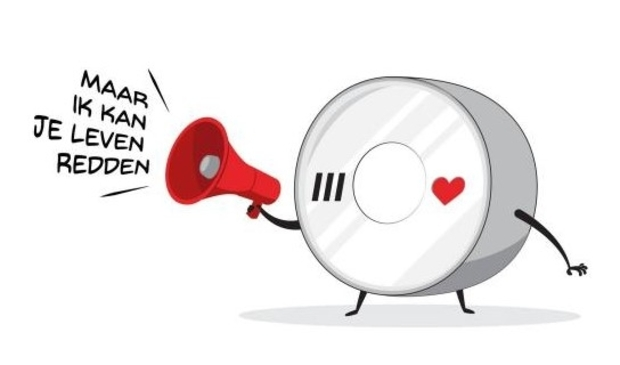 MAAR
IK KAN
JE LEVEN
REDDEN